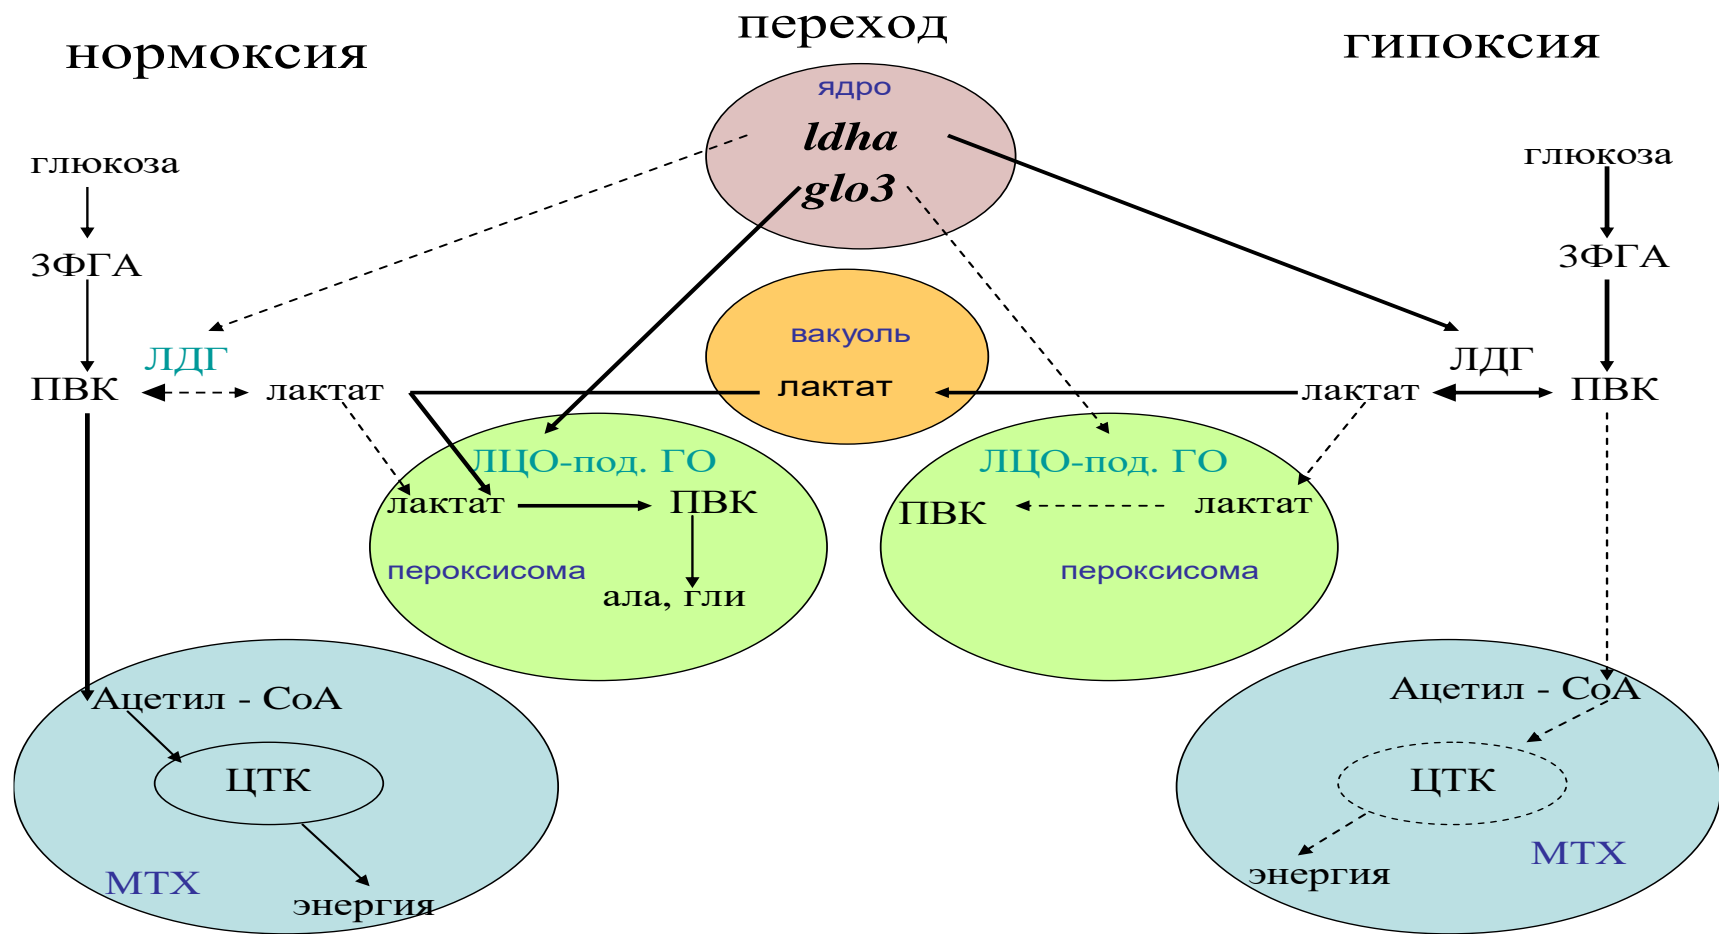 нормоксия
переход
гипоксия
ядро
ldha
glo3
глюкоза
3ФГА
ПВК
ЛДГ
лактат
вакуоль
лактат
глюкоза
3ФГА
ЛДГ
лактат
ПВК
ЛЦО-под. ГО
лактат
ПВК
пероксисома
ала, гли
ЛЦО-под. ГО
ПВК
лактат
пероксисома
Ацетил - СоА
ЦТК
МТХ
энергия
Ацетил - СоА
ЦТК
МТХ
энергия